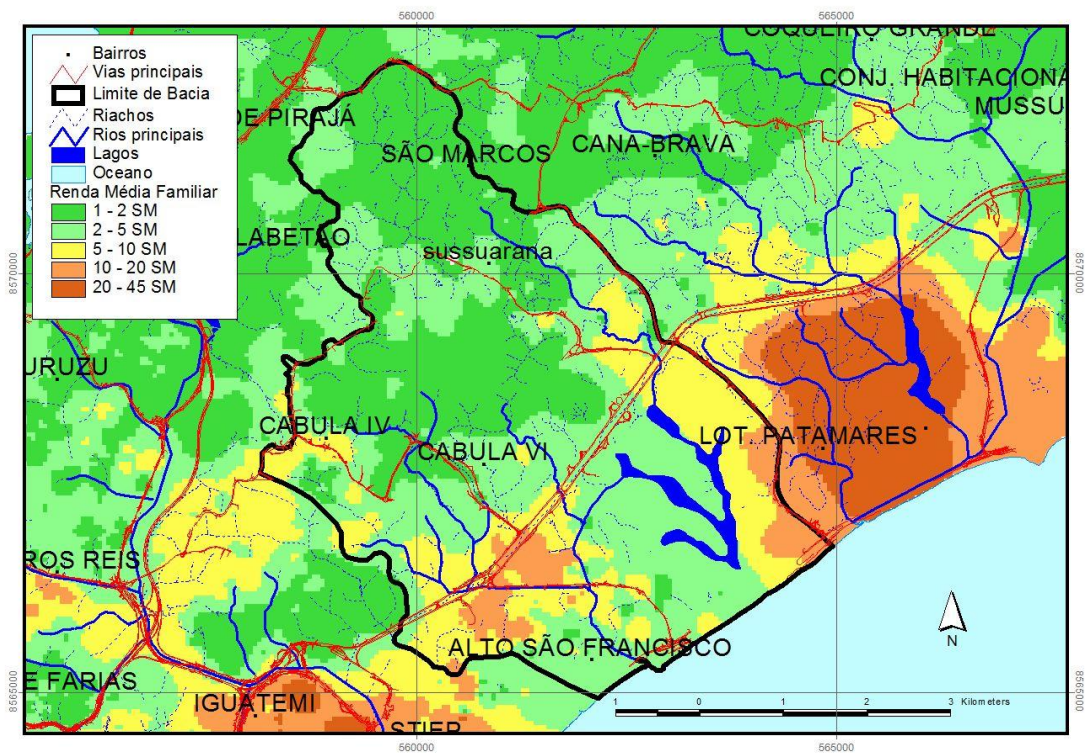 560000
565000
Bairros
Vias principais
Limite de Bacia
Riachos
Rios principais
Lagos
Oceano
Renda Média Familiar
1 - 2 SM
2 - 5 SM
5 - 10 SM
10 - 20 SM
20 - 45 SM
COQUEIRO GRANDE
CONJ. HABITACIONA
MUSSU
DE PIRAJÁ
SÃO MARCOS
CANA-BRAVA
LABETÃO
sussuarana
8570000
8570000
URUZU
CABULA IV
CABULA VI
LOT. PATAMARES
ROS REIS
ALTO SÃO FRANCISCO
E FARIAS
IGUATEMI
STIEP
N
1 0 1 2 3 Kilometers
8565000
8565000
560000
565000